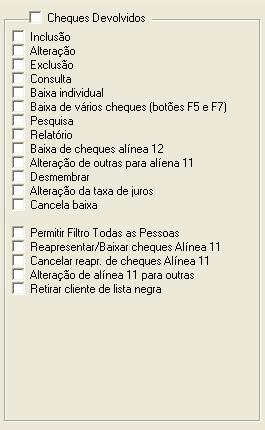 Cheques Devolvidos
Inclusão
Alteração
Exclusão
Consulta
Baixa individual
Baixa de vários cheques (botões F5 e F7)
Pesquisa
Relatório
Baixa de cheques alínea 12
Alteração de outras para alíena 11
Desmembrar
Alteração da taxa de juros
Cancela baixa
Permitir Filtro Todas as Pessoas
Reapresentar/Baixar cheques Alínea 11
Cancelar reapr. de cheques Alínea 11
Alteração de alínea 11 para outras
Retirar cliente de lista negra